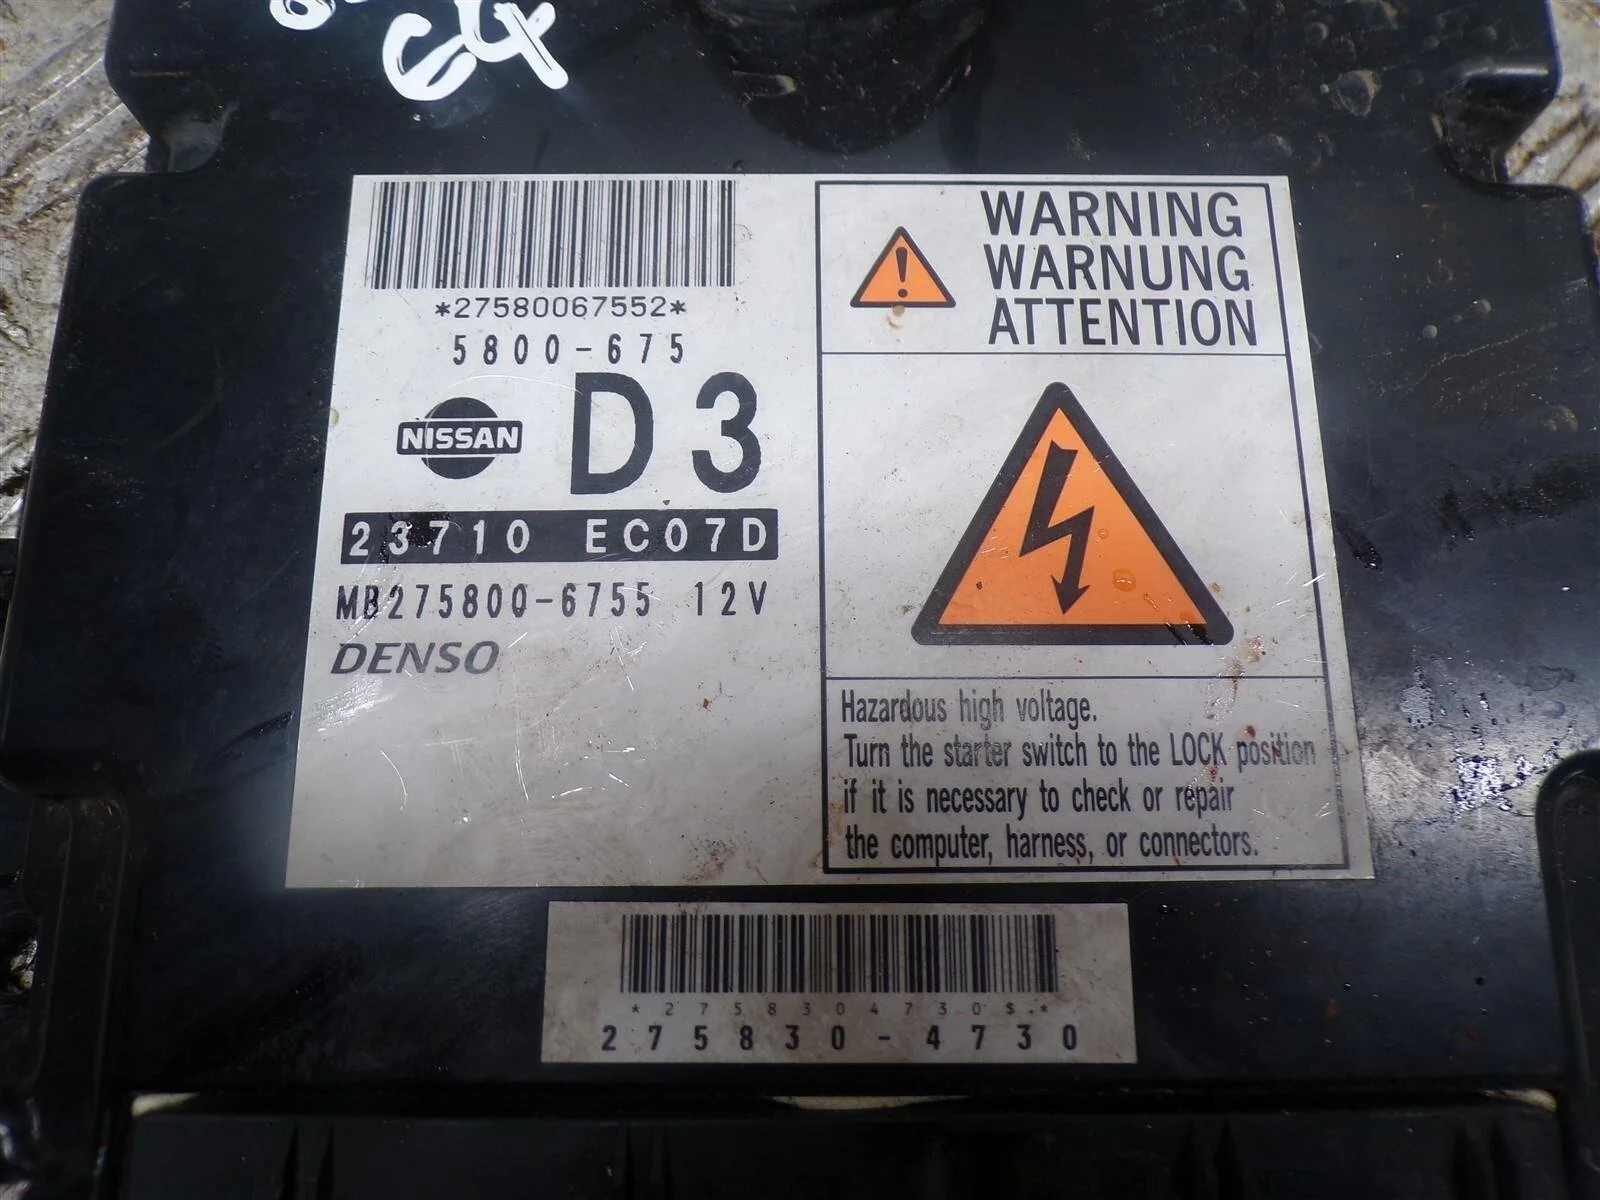 64
*27580067552*
5800-675
NISSAN
D3
23710 EC07D
MB275800-6755 12V
DENSO
WARNING
WARNUNG
ATTENTION
Hazardous high voltage.
Turn the starter switch to the LOCK position
if it is necessary to check or repair
the computer, harness, or connectors.
*2758304730$.*
275830-4730